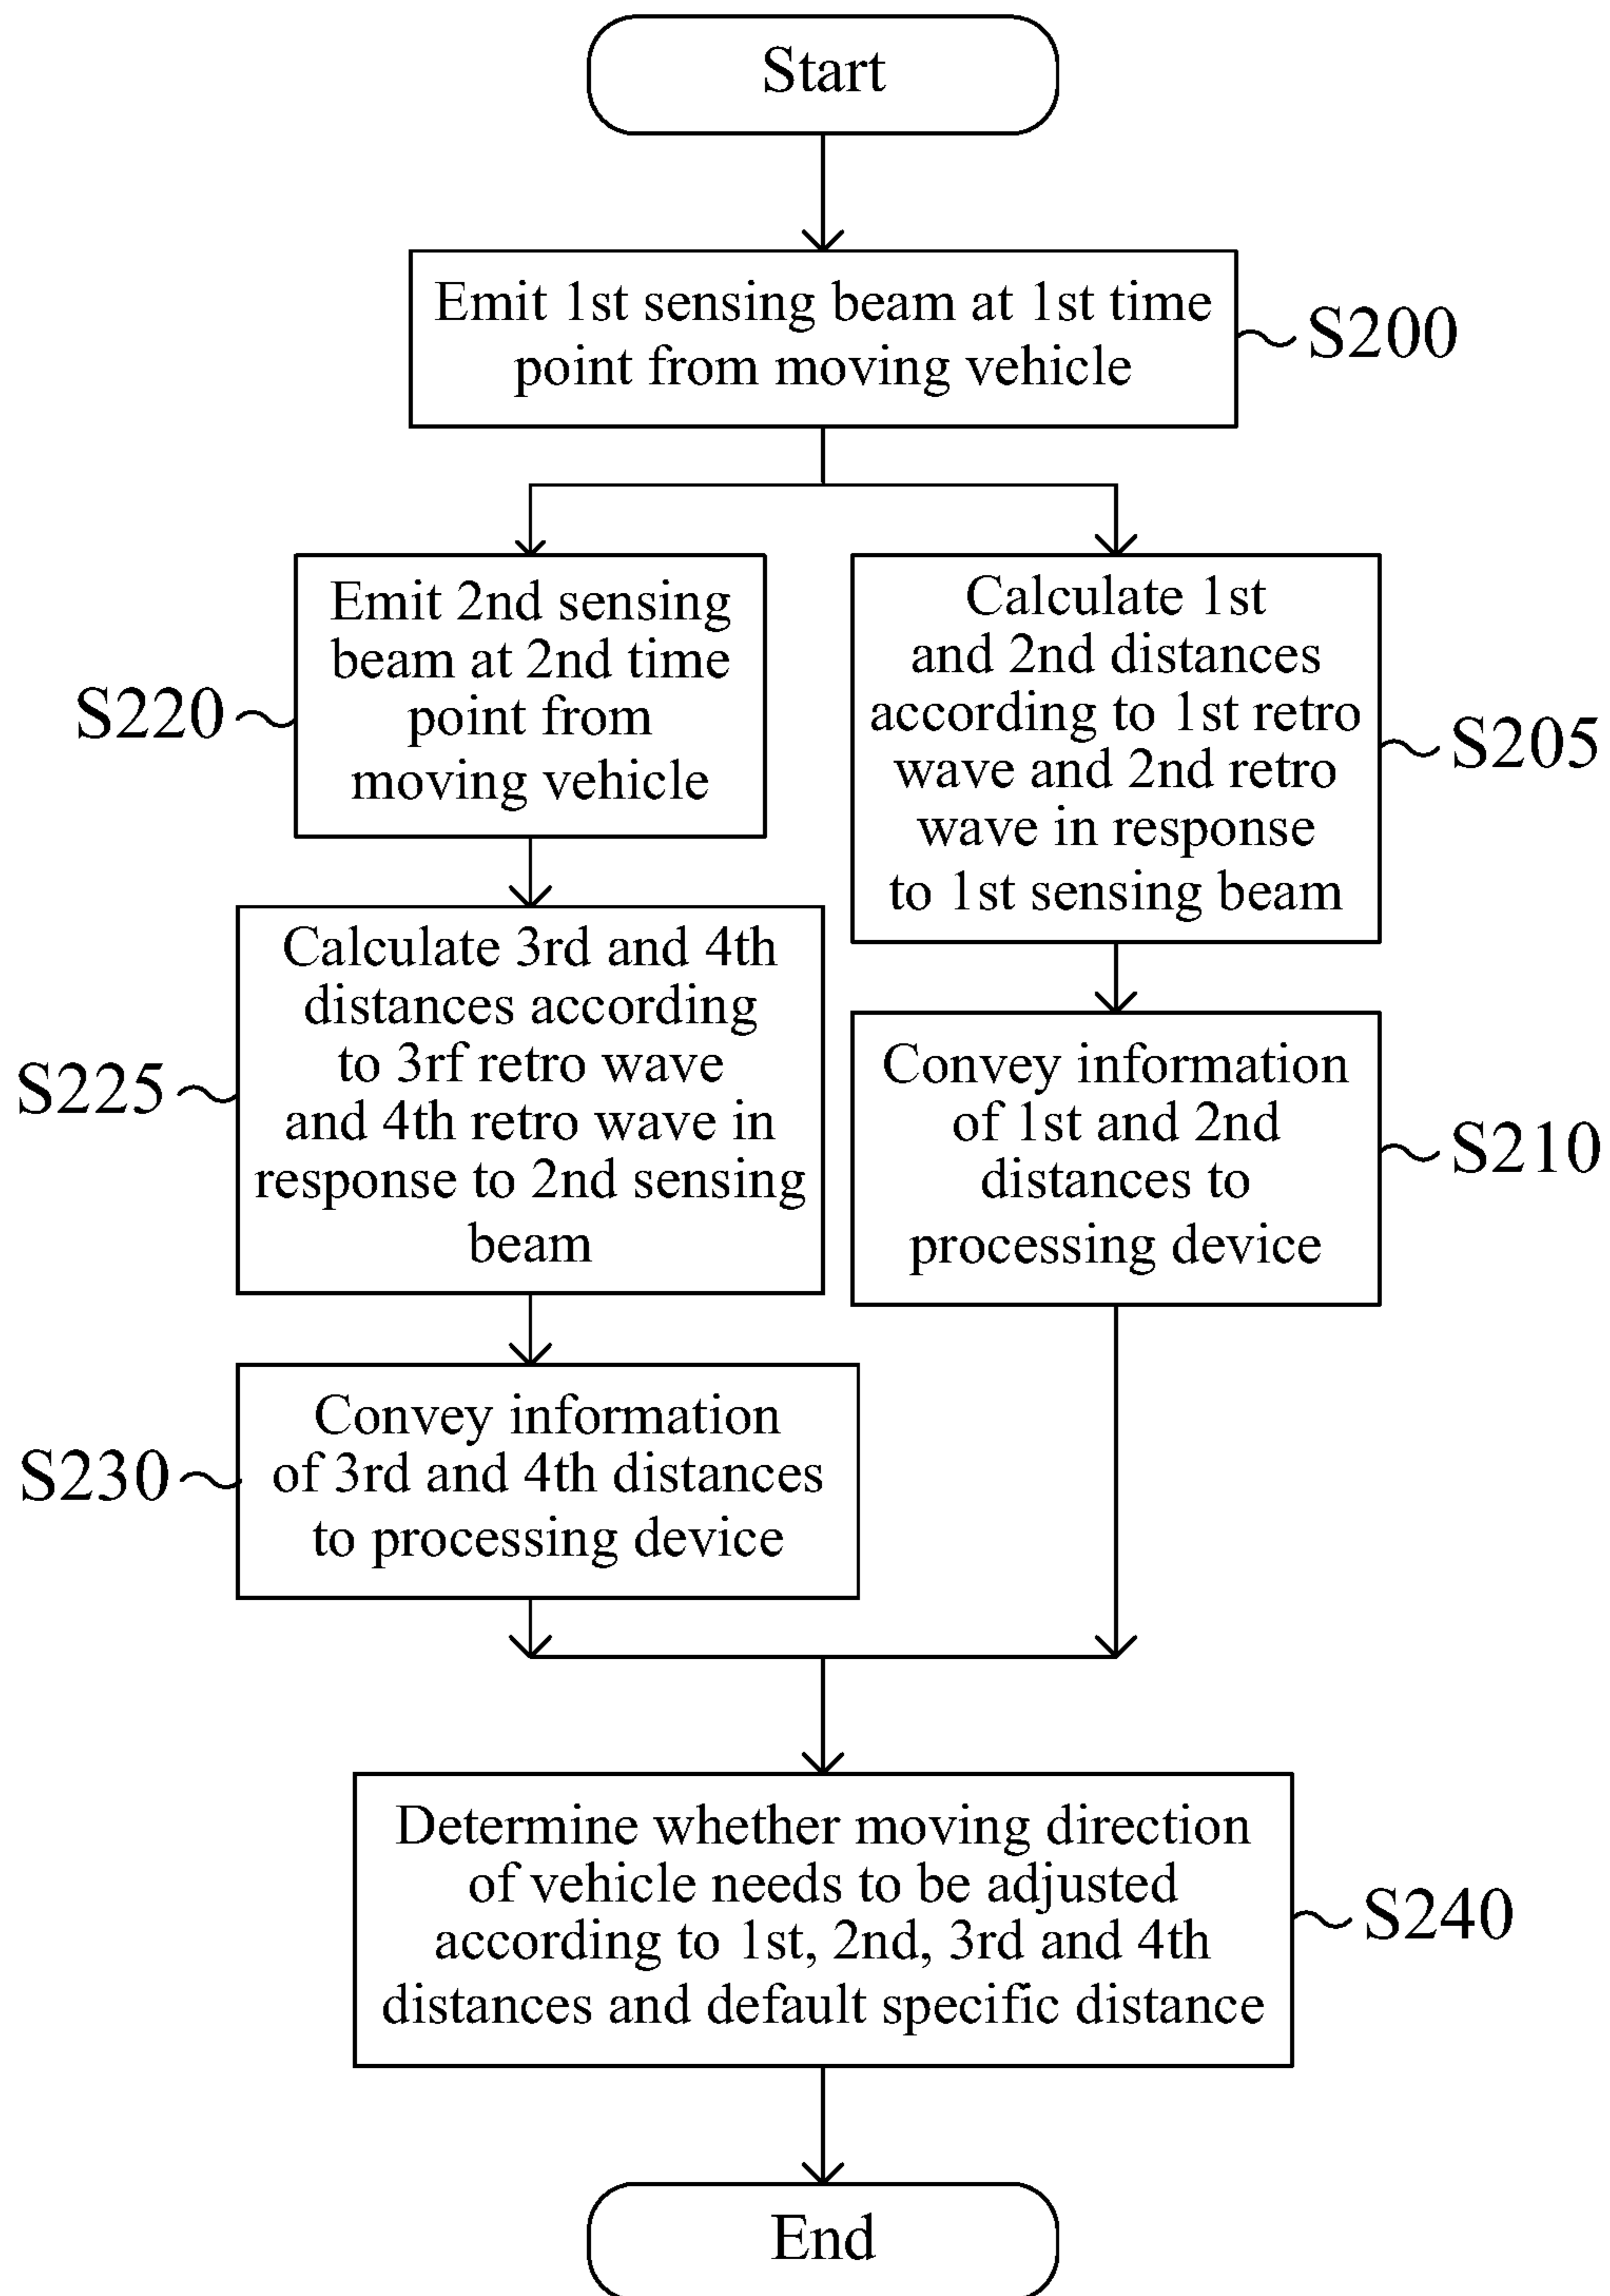 Start
Emit 1st sensing beam at 1st time
point from moving vehicle
S200
Emit 2nd sensing
beam at 2nd time
point from
moving vehicle
S220
Calculate 1st
and 2nd distances
according to 1st retro
wave and 2nd retro
wave in response
to 1st sensing beam
S205
Calculate 3rd and 4th
distances according
to 3rf retro wave
and 4th retro wave in
response to 2nd sensing
beam
S225
Convey information
of 1st and 2nd
distances to
processing device
S210
Convey information
of 3rd and 4th distances
to processing device
S230
Determine whether moving direction
of vehicle needs to be adjusted
according to 1st, 2nd, 3rd and 4th
distances and default specific distance
S240
End